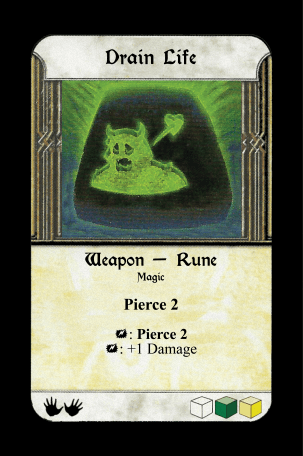 Drain Life
Weapon — Rune
Magic
Pierce 2
: Pierce 2
: +1 Damage